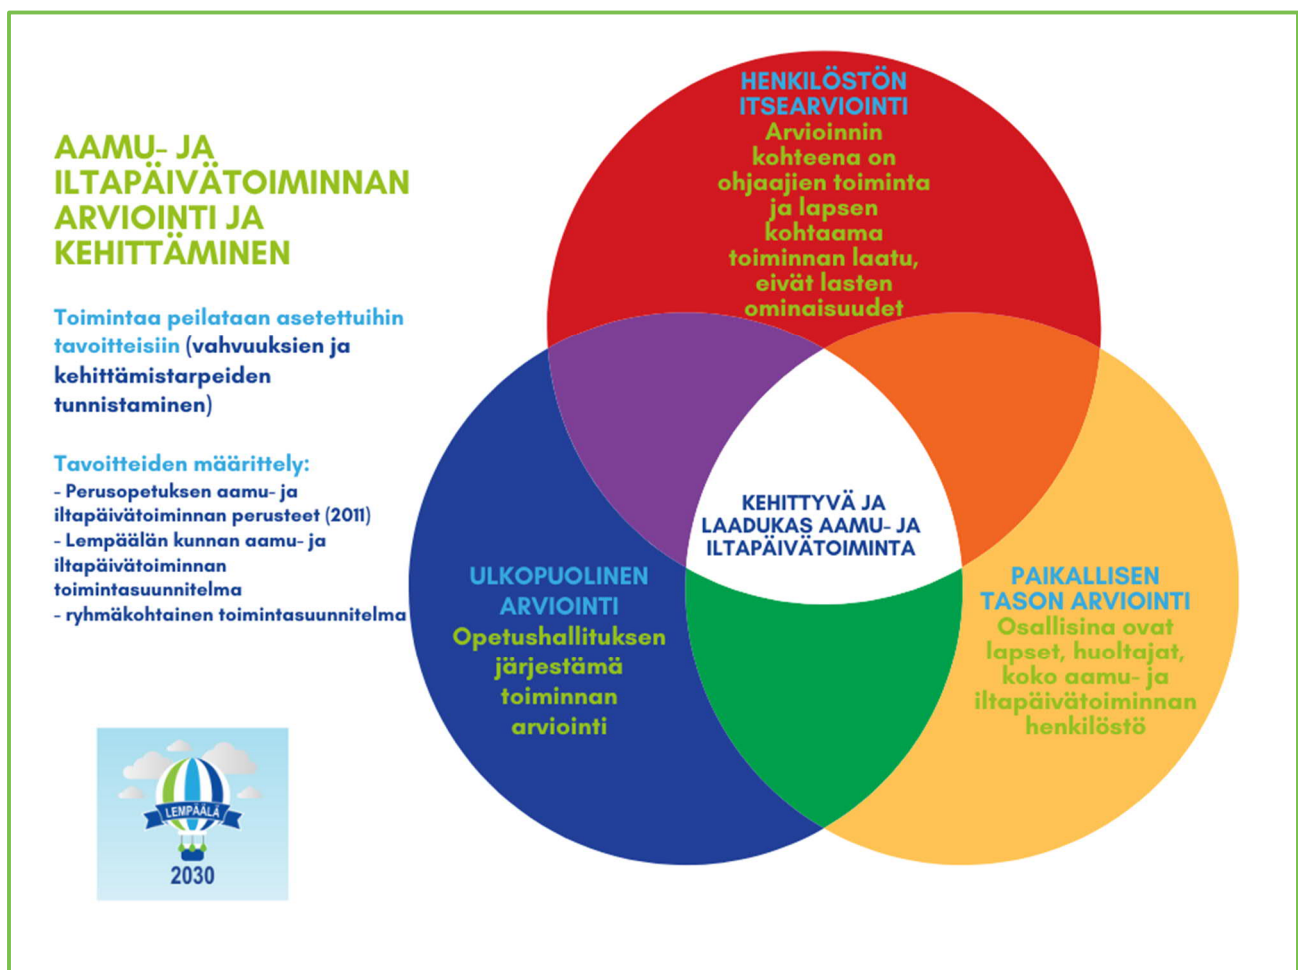 AAMU- JA
ILTAPÄIVÄTOIMINNAN
ARVIOINTI JA
KEHITTÄMINEN
Toimintaa peilataan asetettuihin
tavoitteisiin (vahvuuksien ja
kehittämistarpeiden
tunnistaminen)
Tavoitteiden määrittely:
- Perusopetuksen aamu- ja
iltapäivätoiminnan perusteet (2011)
- Lempäälän kunnan aamu- ja
iltapäivätoiminnan
toimintasuunnitelma
- ryhmäkohtainen toimintasuunnitelma
LEMPÄÄLÄ
2030
HENKILÖSTÖN
ITSEARVIOINTI
Arvioinnin
kohteena on
ohjaajien toiminta
ja lapsen
kohtaama
toiminnan laatu,
eivät lasten
ominaisuudet
KEHITTYVÄ JA
LAADUKAS AAMU- JA
ILTAPÄIVÄTOIMINTA
ULKOPUOLINEN
ARVIOINTI
Opetushallituksen
järjestämä
toiminnan
arviointi
PAIKALLISEN
TASON ARVIOINTI
Osallisina ovat
lapset, huoltajat,
koko aamu- ja
iltapäivätoiminnan
henkilöstö